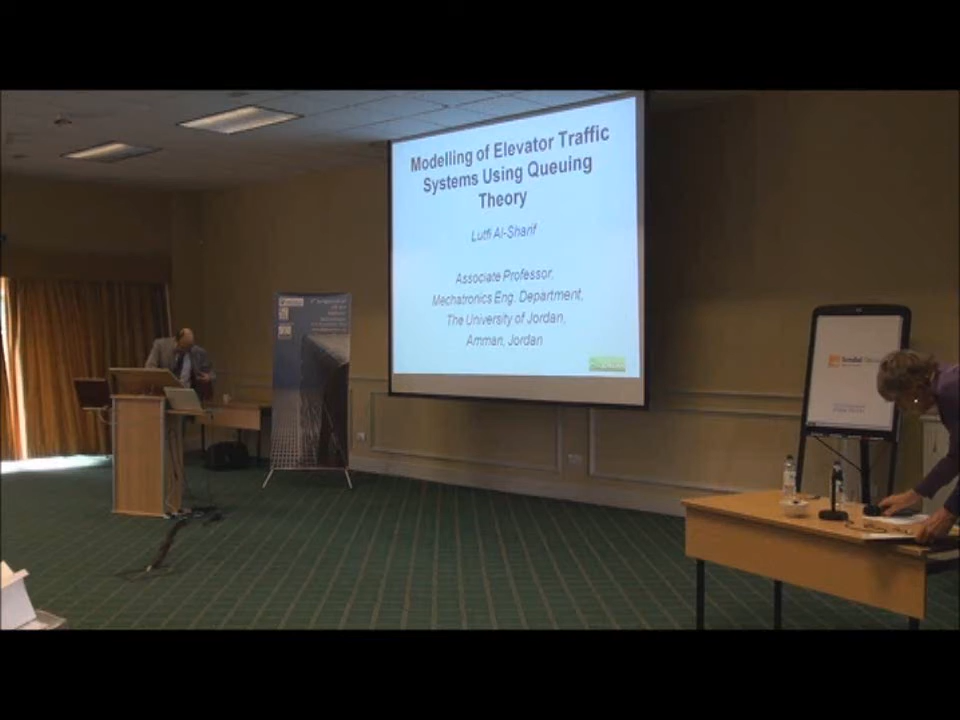 Modelling of Elevator Traffic
Systems Using Queuing
Theory
Lutfi Al-Sharif
Associate Professor,
Mechatronics Eng. Department,
The University of Jordan,
Amman, Jordan